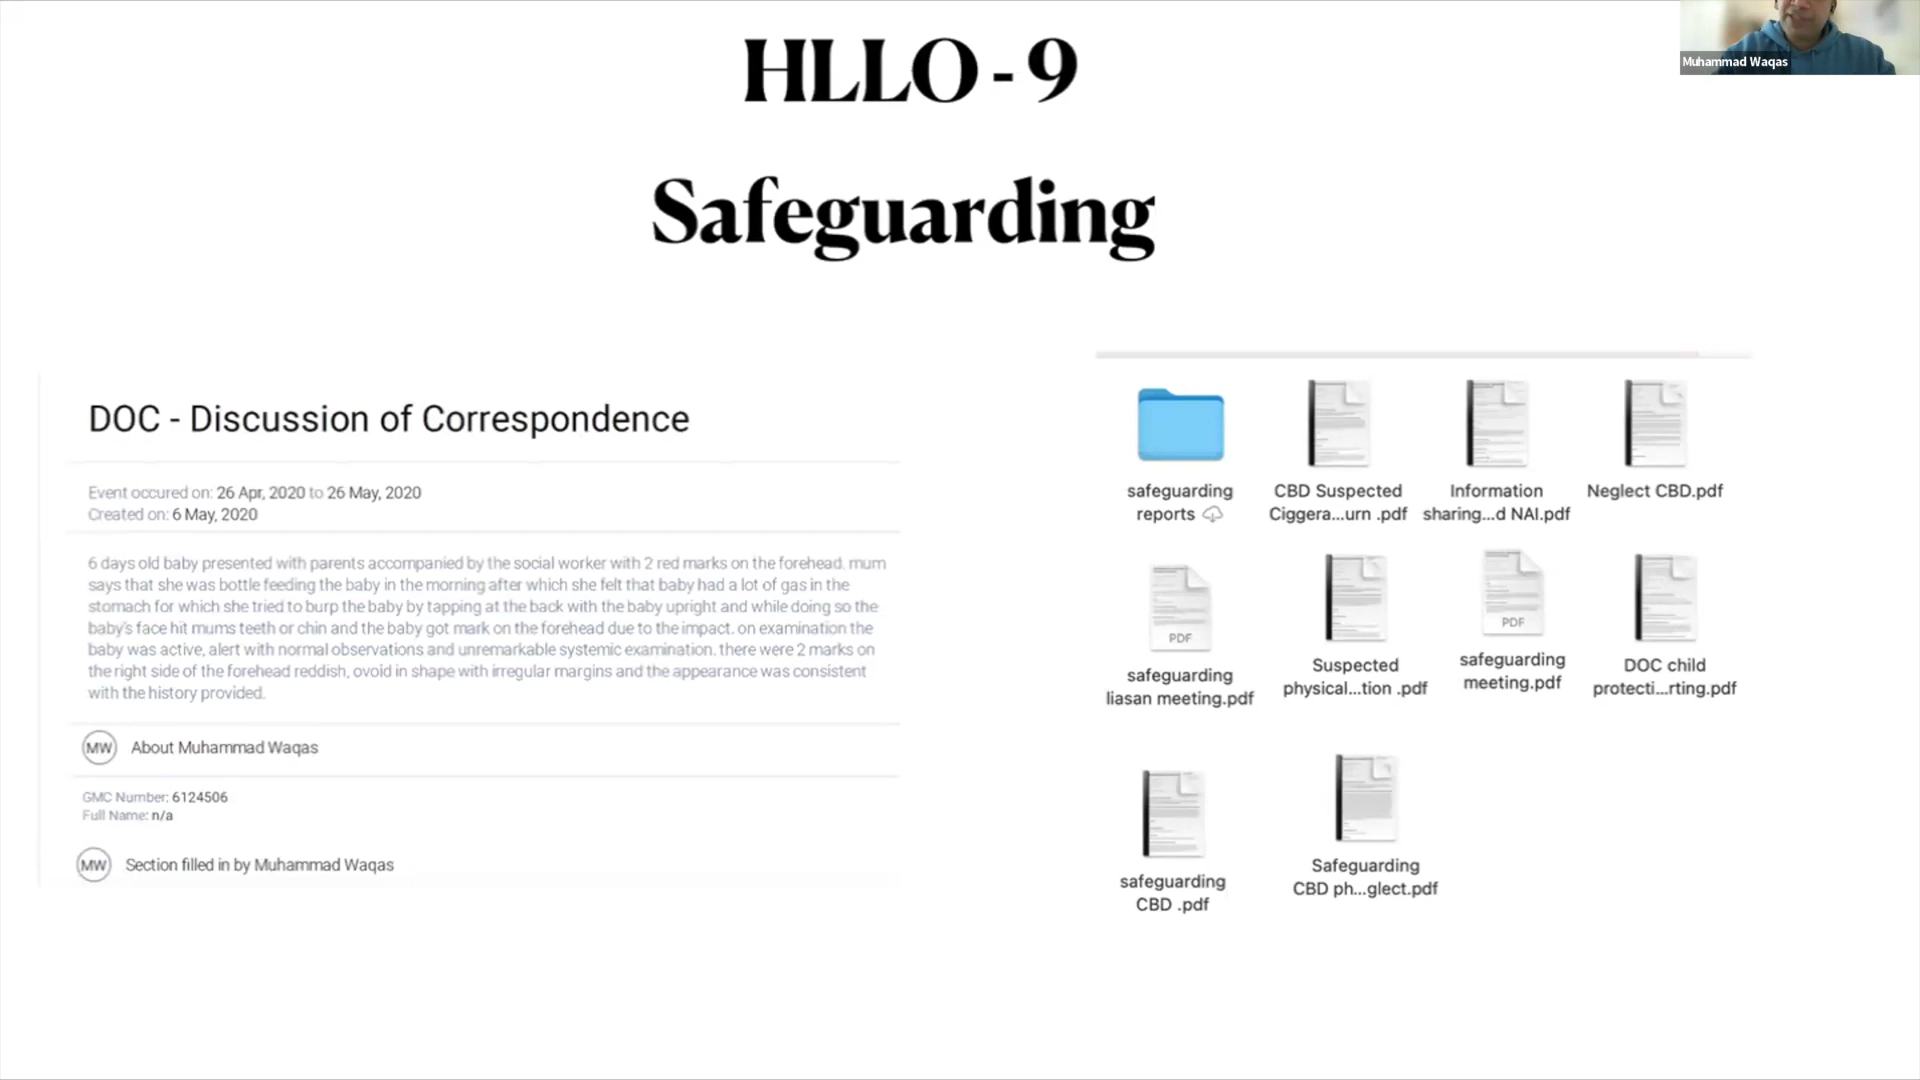 HLLO - 9
Muhammad Waqas
Safeguarding
DOC - Discussion of Correspondence
Event occured on: 26 Apr, 2020 to 26 May, 2020
Created on: 6 May, 2020
6 days old baby presented with parents accompanied by the social worker with 2 red marks on the forehead. mum
says that she was bottle feeding the baby in the morning after which she felt that baby had a lot of gas in the
stomach for which she tried to burp the baby by tapping at the back with the baby upright and while doing so the
baby's face hit mums teeth or chin and the baby got mark on the forehead due to the impact. on examination the
baby was active, alert with normal observations and unremarkable systemic examination. there were 2 marks on
the right side of the forehead reddish, ovoid in shape with irregular margins and the appearance was consistent
with the history provided.
MW About Muhammad Waqas
GMC Number: 6124506
Full Name: n/a
MW Section filled in by Muhammad Waqas
safeguarding
reports
CBD Suspected
Ciggera...urn .pdf
Information
sharing...d NAI.pdf
Neglect CBD.pdf
PDF
safeguarding
liasan meeting.pdf
Suspected
physical...tion .pdf
PDF
safeguarding
meeting.pdf
DOC child
protecti...rting.pdf
safeguarding
CBD .pdf
Safeguarding
CBD ph...glect.pdf